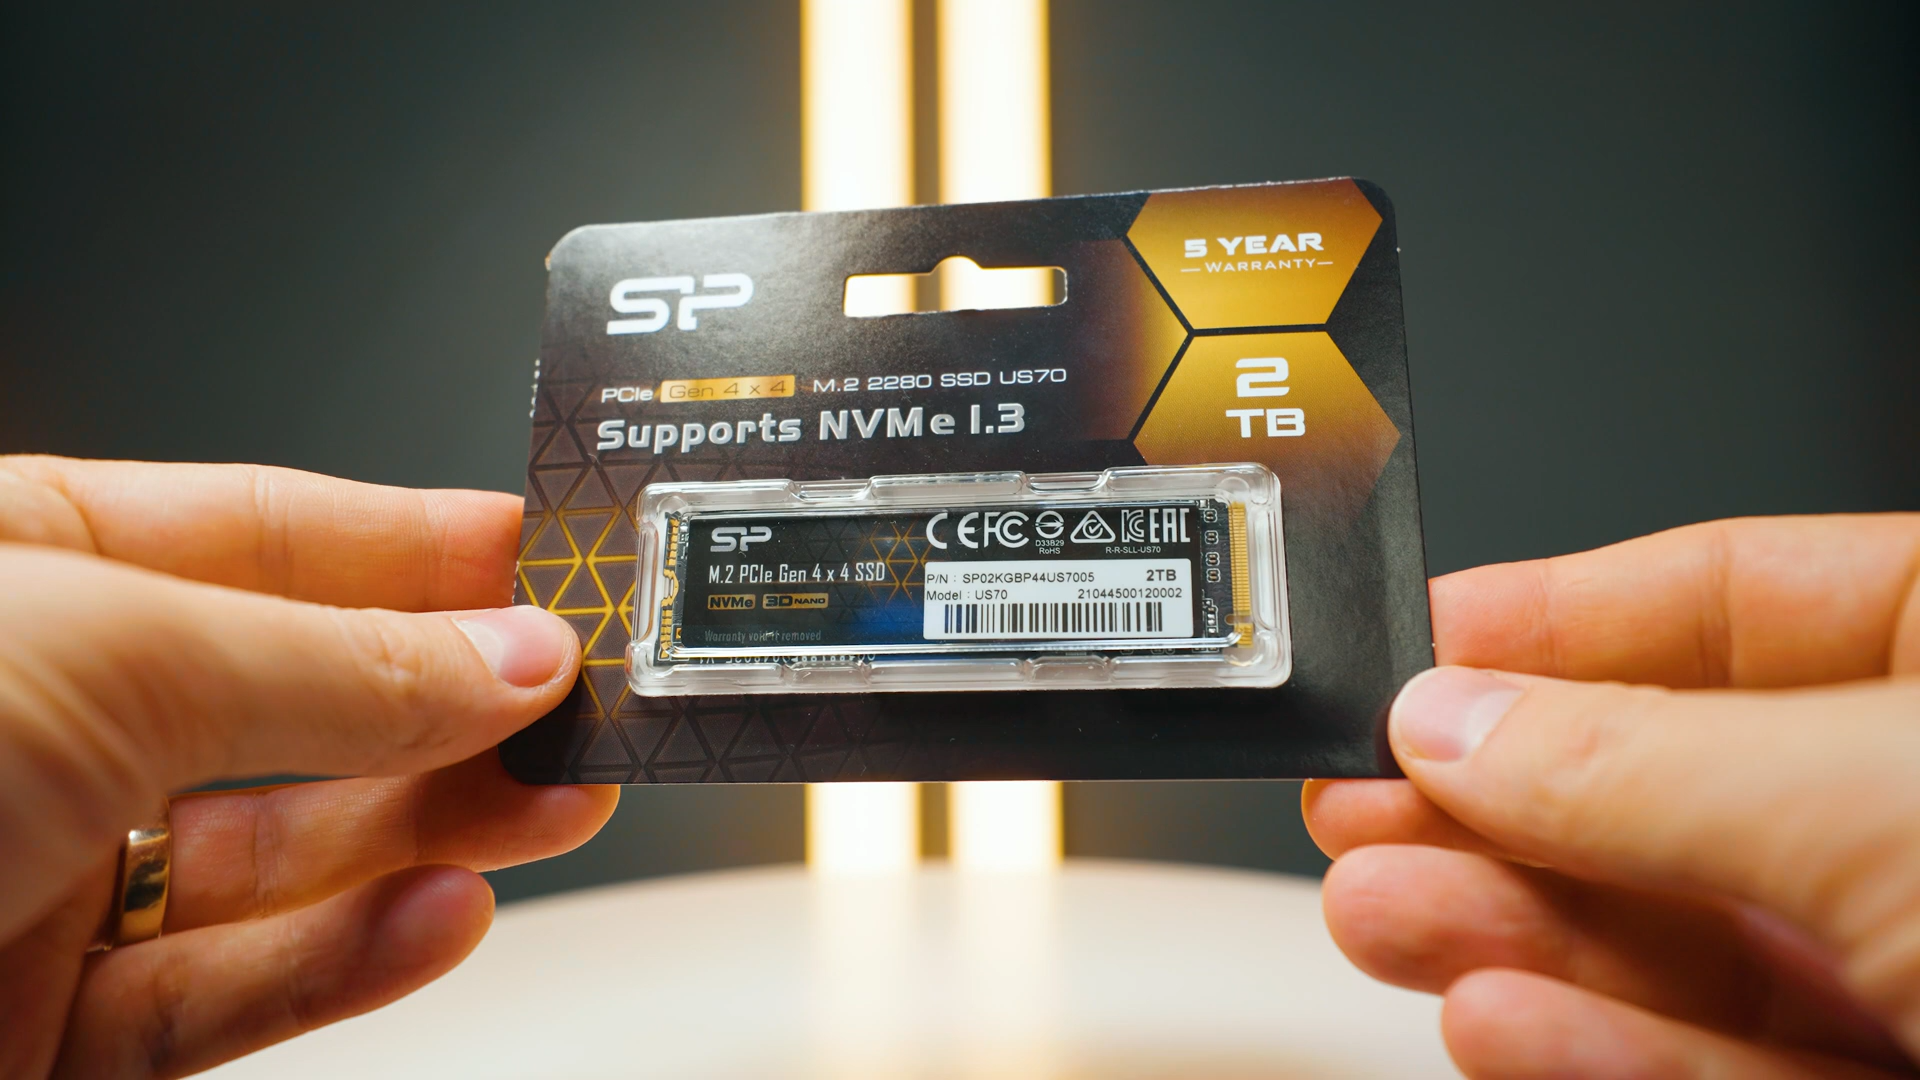 SP
5 YEAR
WARRANTY
2
TB
PCIe Gen 4 x 4 M.2 2280 SSD US70
Supports NVMe 1.3
SP
M.2 PCIe Gen 4 x 4 SSD
NVMe 3D NAND
Warranty void if removed
CE FC EAC
D33B29
RoHS
R-R-SLL-US70
P/N : SP02KGBP44US7005 2TB
Model : US70 21044500120002